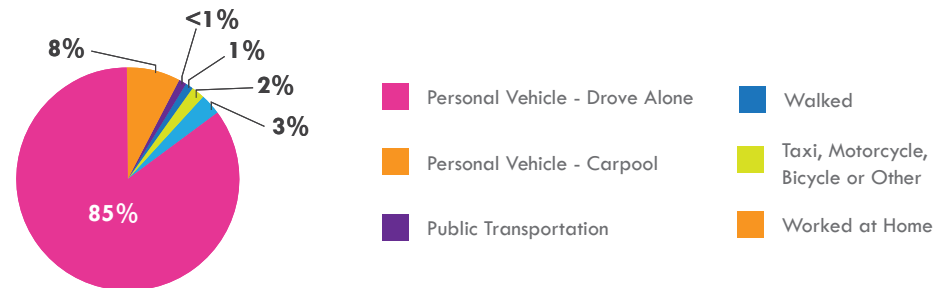 <1%
8%
1%
2%
3%
85%
Personal Vehicle - Drove Alone
Personal Vehicle - Carpool
Public Transportation
Walked
Taxi, Motorcycle,
Bicycle or Other
Worked at Home